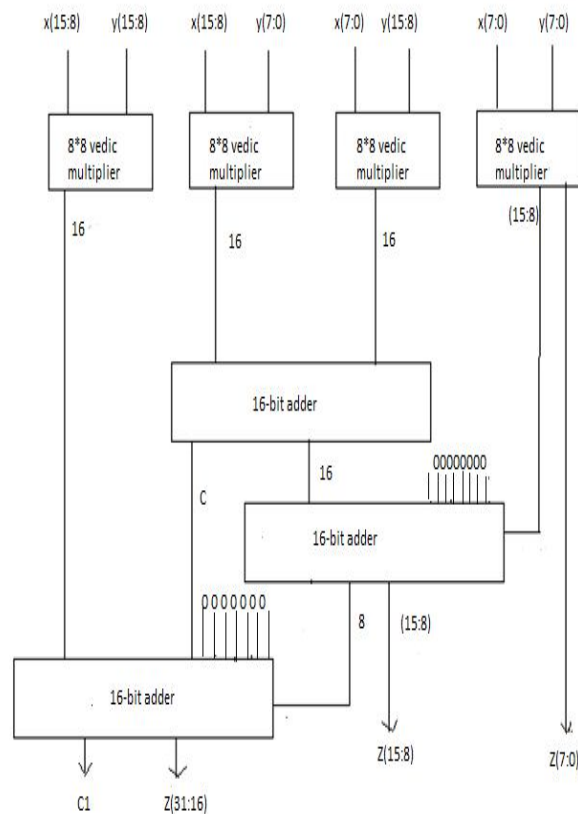 x(15:8) y(15:8) x(15:8) y(7:0) x(7:0) y(15:8) x(7:0) y(7:0)
8*8 vedic
multiplier
8*8 vedic
multiplier
8*8 vedic
multiplier
8*8 vedic
multiplier
(15:8)
16
16
16
16-bit adder
00000000
16
C
16-bit adder
0000000
8
(15:8)
16-bit adder
Z(15:8)
Z(7:0)
C1
Z(31:16)